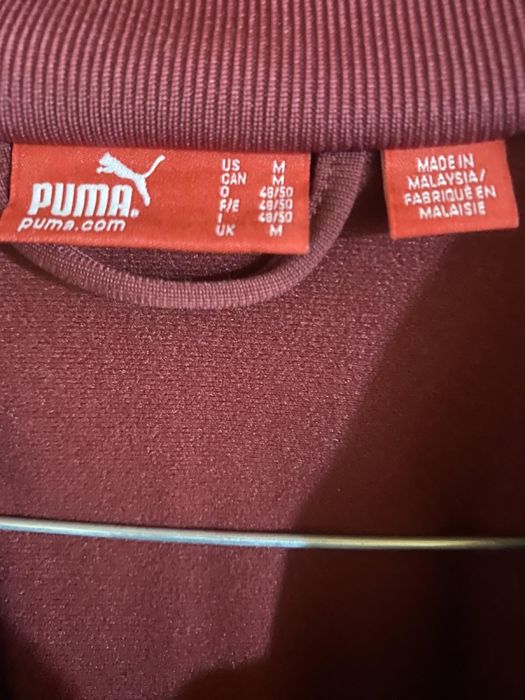 PUMA®
puma.com
US M
CAN M
D 48/50
F/E 48/50
I 48/50
UK M
MADE IN
MALAYSIA/
FABRIQUÉ EN
MALAISIE